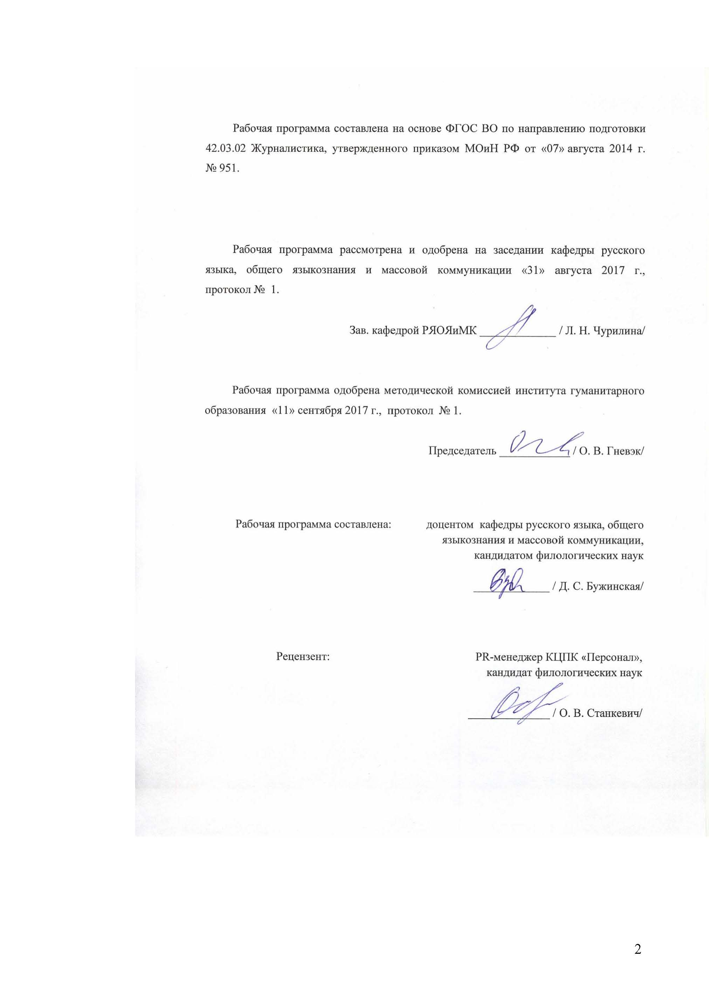 Рабочая программа составлена на основе ФГОС ВО по направлению подготовки
42.03.02 Журналистика, утвержденного приказом МОиН РФ от «07» августа 2014 г.
№ 951.
Рабочая программа рассмотрена и одобрена на заседании кафедры русского
языка, общего языкознания и массовой коммуникации «31» августа 2017 г.,
протокол № 1.
Зав. кафедрой РЯОЯиМК ____________ / Л. Н. Чурилина/
Рабочая программа одобрена методической комиссией института гуманитарного
образования «11» сентября 2017 г., протокол № 1.
Председатель ____________ / О. В. Гневэк/
Рабочая программа составлена: доцентом кафедры русского языка, общего
языкознания и массовой коммуникации,
кандидатом филологических наук
____________ / Д. С. Бужинская/
Рецензент: PR-менеджер КЦПК «Персонал»,
кандидат филологических наук
____________ / О. В. Станкевич/
2